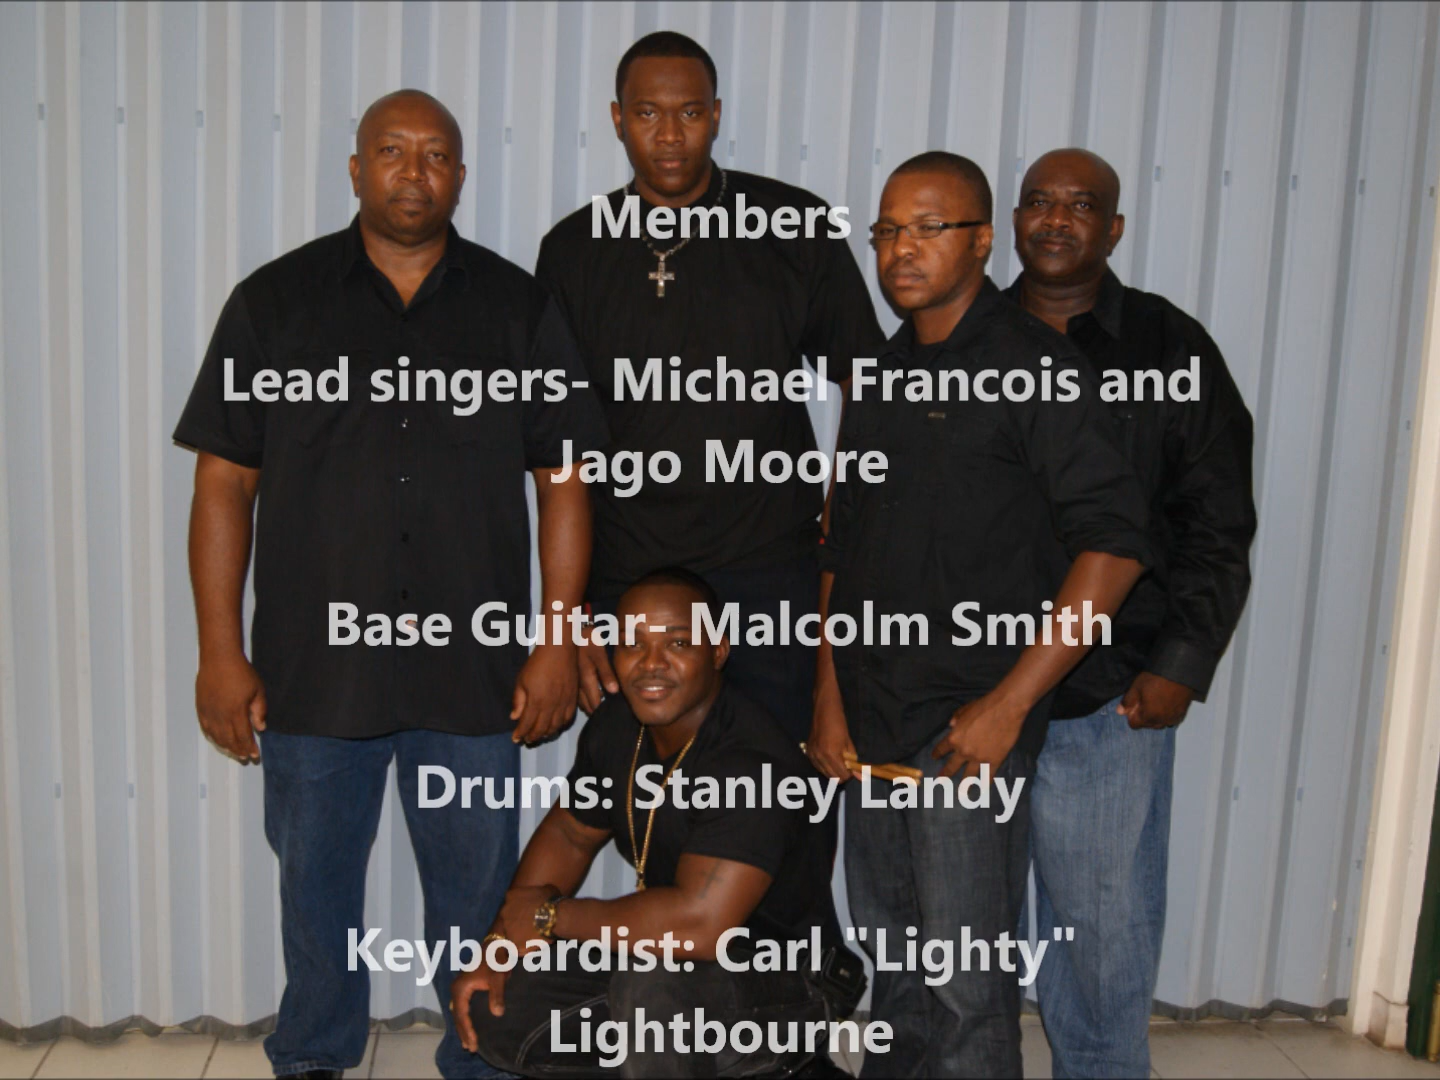 Members
Lead singers- Michael Francois and
Jago Moore
Base Guitar- Malcolm Smith
Drums: Stanley Landy
Keyboardist: Carl "Lighty"
Lightbourne